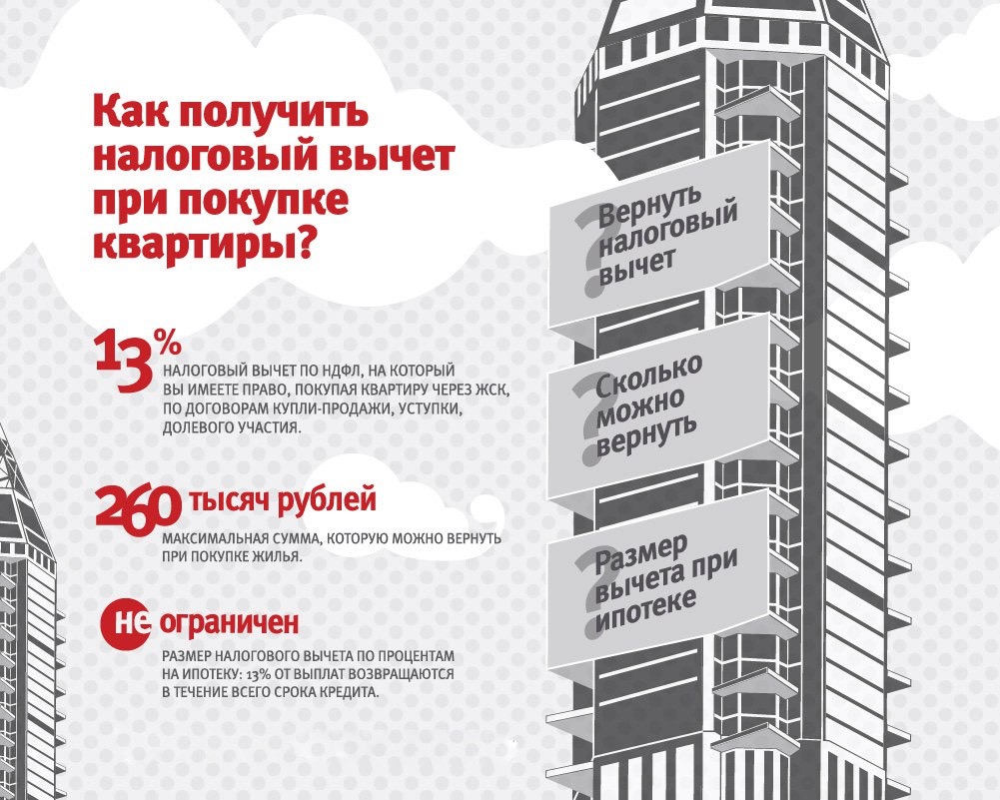 Как получить
налоговый вычет
при покупке
квартиры?
13%
НАЛОГОВЫЙ ВЫЧЕТ ПО НДФЛ, НА КОТОРЫЙ
ВЫ ИМЕЕТЕ ПРАВО, ПОКУПАЯ КВАРТИРУ ЧЕРЕЗ ЖСК,
ПО ДОГОВОРАМ КУПЛИ-ПРОДАЖИ, УСТУПКИ,
ДОЛЕВОГО УЧАСТИЯ.
260 тысяч рублей
МАКСИМАЛЬНАЯ СУММА, КОТОРУЮ МОЖНО ВЕРНУТЬ
ПРИ ПОКУПКЕ ЖИЛЬЯ.
не ограничен
РАЗМЕР НАЛОГОВОГО ВЫЧЕТА ПО ПРОЦЕНТАМ
НА ИПОТЕКУ: 13% ОТ ВЫПЛАТ ВОЗВРАЩАЮТСЯ
В ТЕЧЕНИЕ ВСЕГО СРОКА КРЕДИТА.
?
Вернуть
налоговый
вычет
?
Сколько
можно
вернуть
?
Размер
вычета при
ипотеке